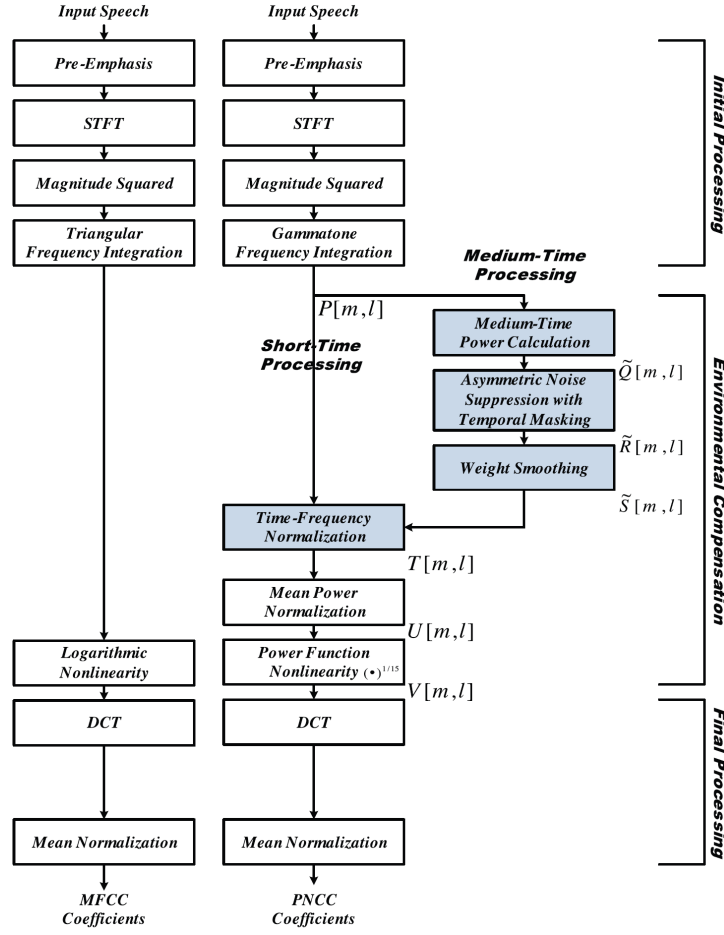 Input Speech
Pre-Emphasis
STFT
Magnitude Squared
Triangular
Frequency Integration
Logarithmic
Nonlinearity
DCT
Mean Normalization
MFCC
Coefficients
Input Speech
Pre-Emphasis
STFT
Magnitude Squared
Gammatone
Frequency Integration
P[m,l]
Short-Time
Processing
Time-Frequency
Normalization
T[m,l]
Mean Power
Normalization
U[m,l]
Power Function
Nonlinearity (•)^{1/15}
V[m,l]
DCT
Mean Normalization
PNCC
Coefficients
Medium-Time
Processing
Medium-Time
Power Calculation
Q̃[m,l]
Asymmetric Noise
Suppression with
Temporal Masking
R̃[m,l]
Weight Smoothing
S̃[m,l]
Initial Processing
Environmental Compensation
Final Processing